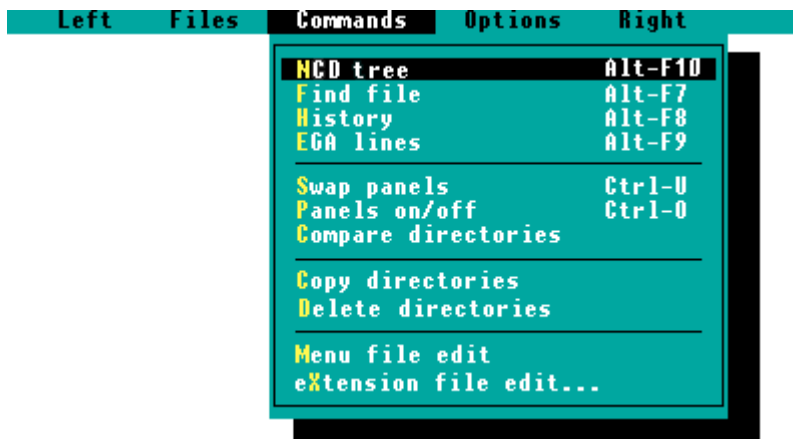 Left Files Commands Options Right
NCD tree Alt-F10
Find file Alt-F7
History Alt-F8
EGA lines Alt-F9
Swap panels Ctrl-U
Panels on/off Ctrl-O
Compare directories
Copy directories
Delete directories
Menu file edit
eXtension file edit...